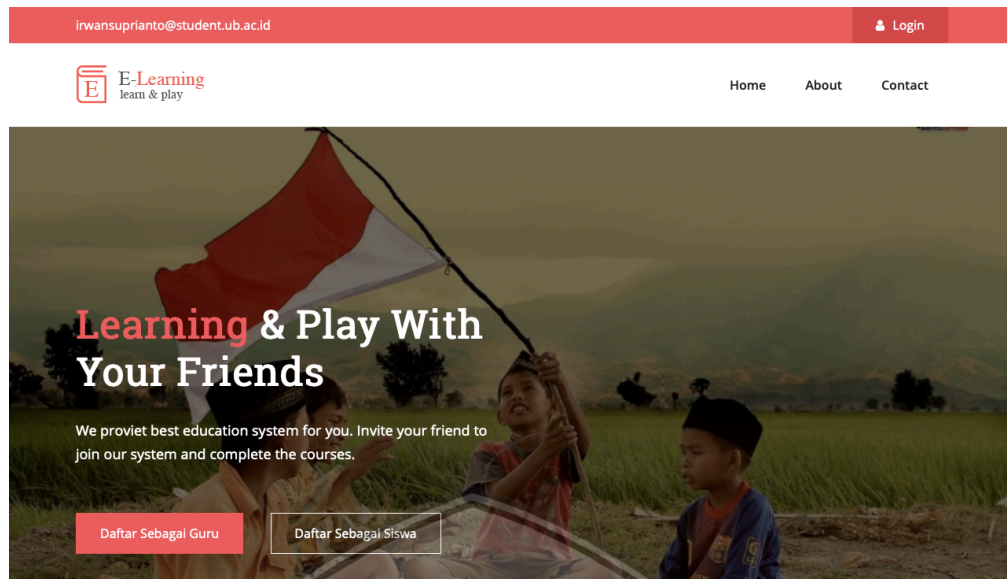 irwansuprianto@student.ub.ac.id
Login
E
E-Learning
learn & play
Home
About
Contact
Learning & Play With
Your Friends
We proviet best education system for you. Invite your friend to
join our system and complete the courses.
Daftar Sebagai Guru
Daftar Sebagai Siswa